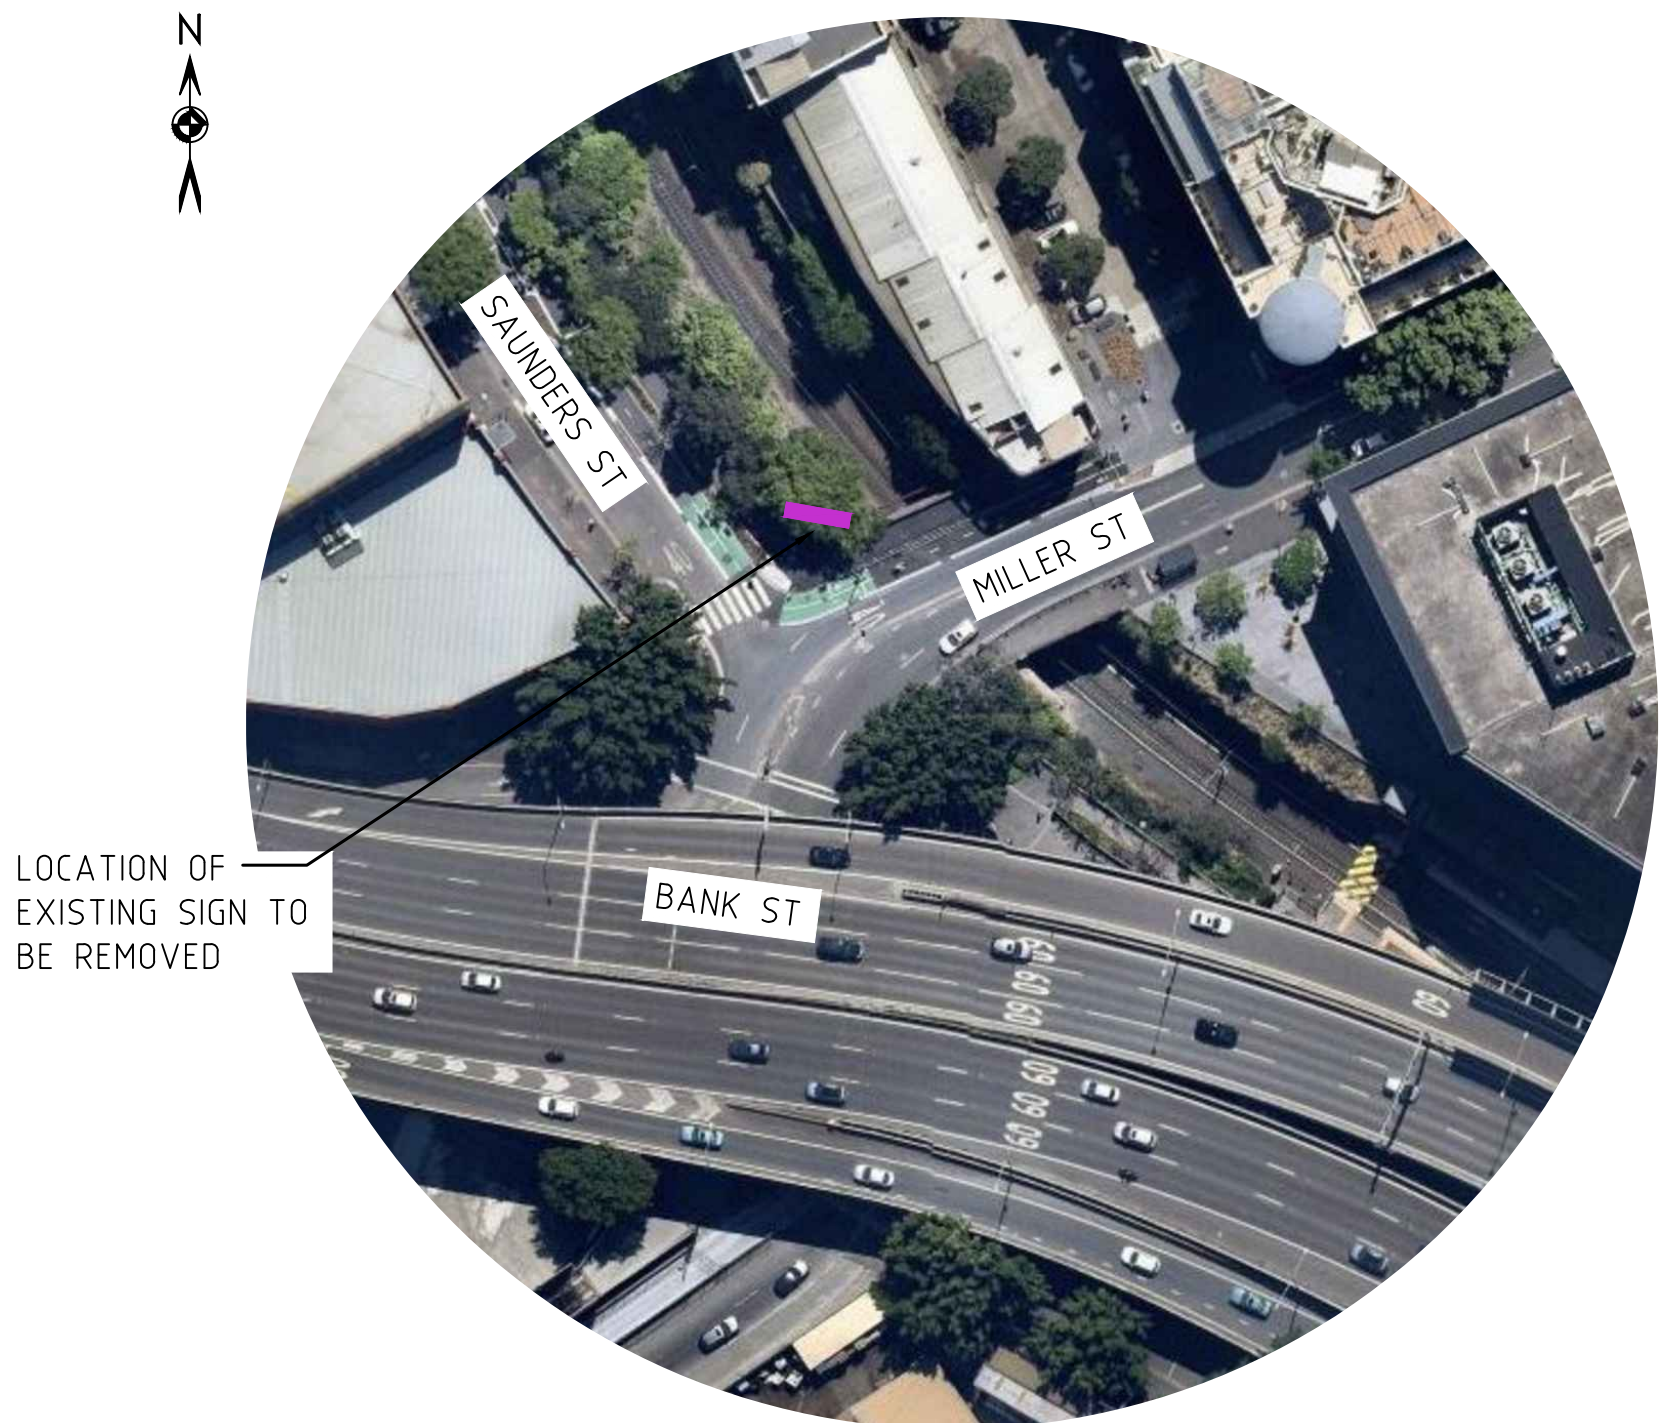 N
SAUNDERS ST
MILLER ST
LOCATION OF
EXISTING SIGN TO
BE REMOVED
BANK ST
60 60 60
60
60 60 60